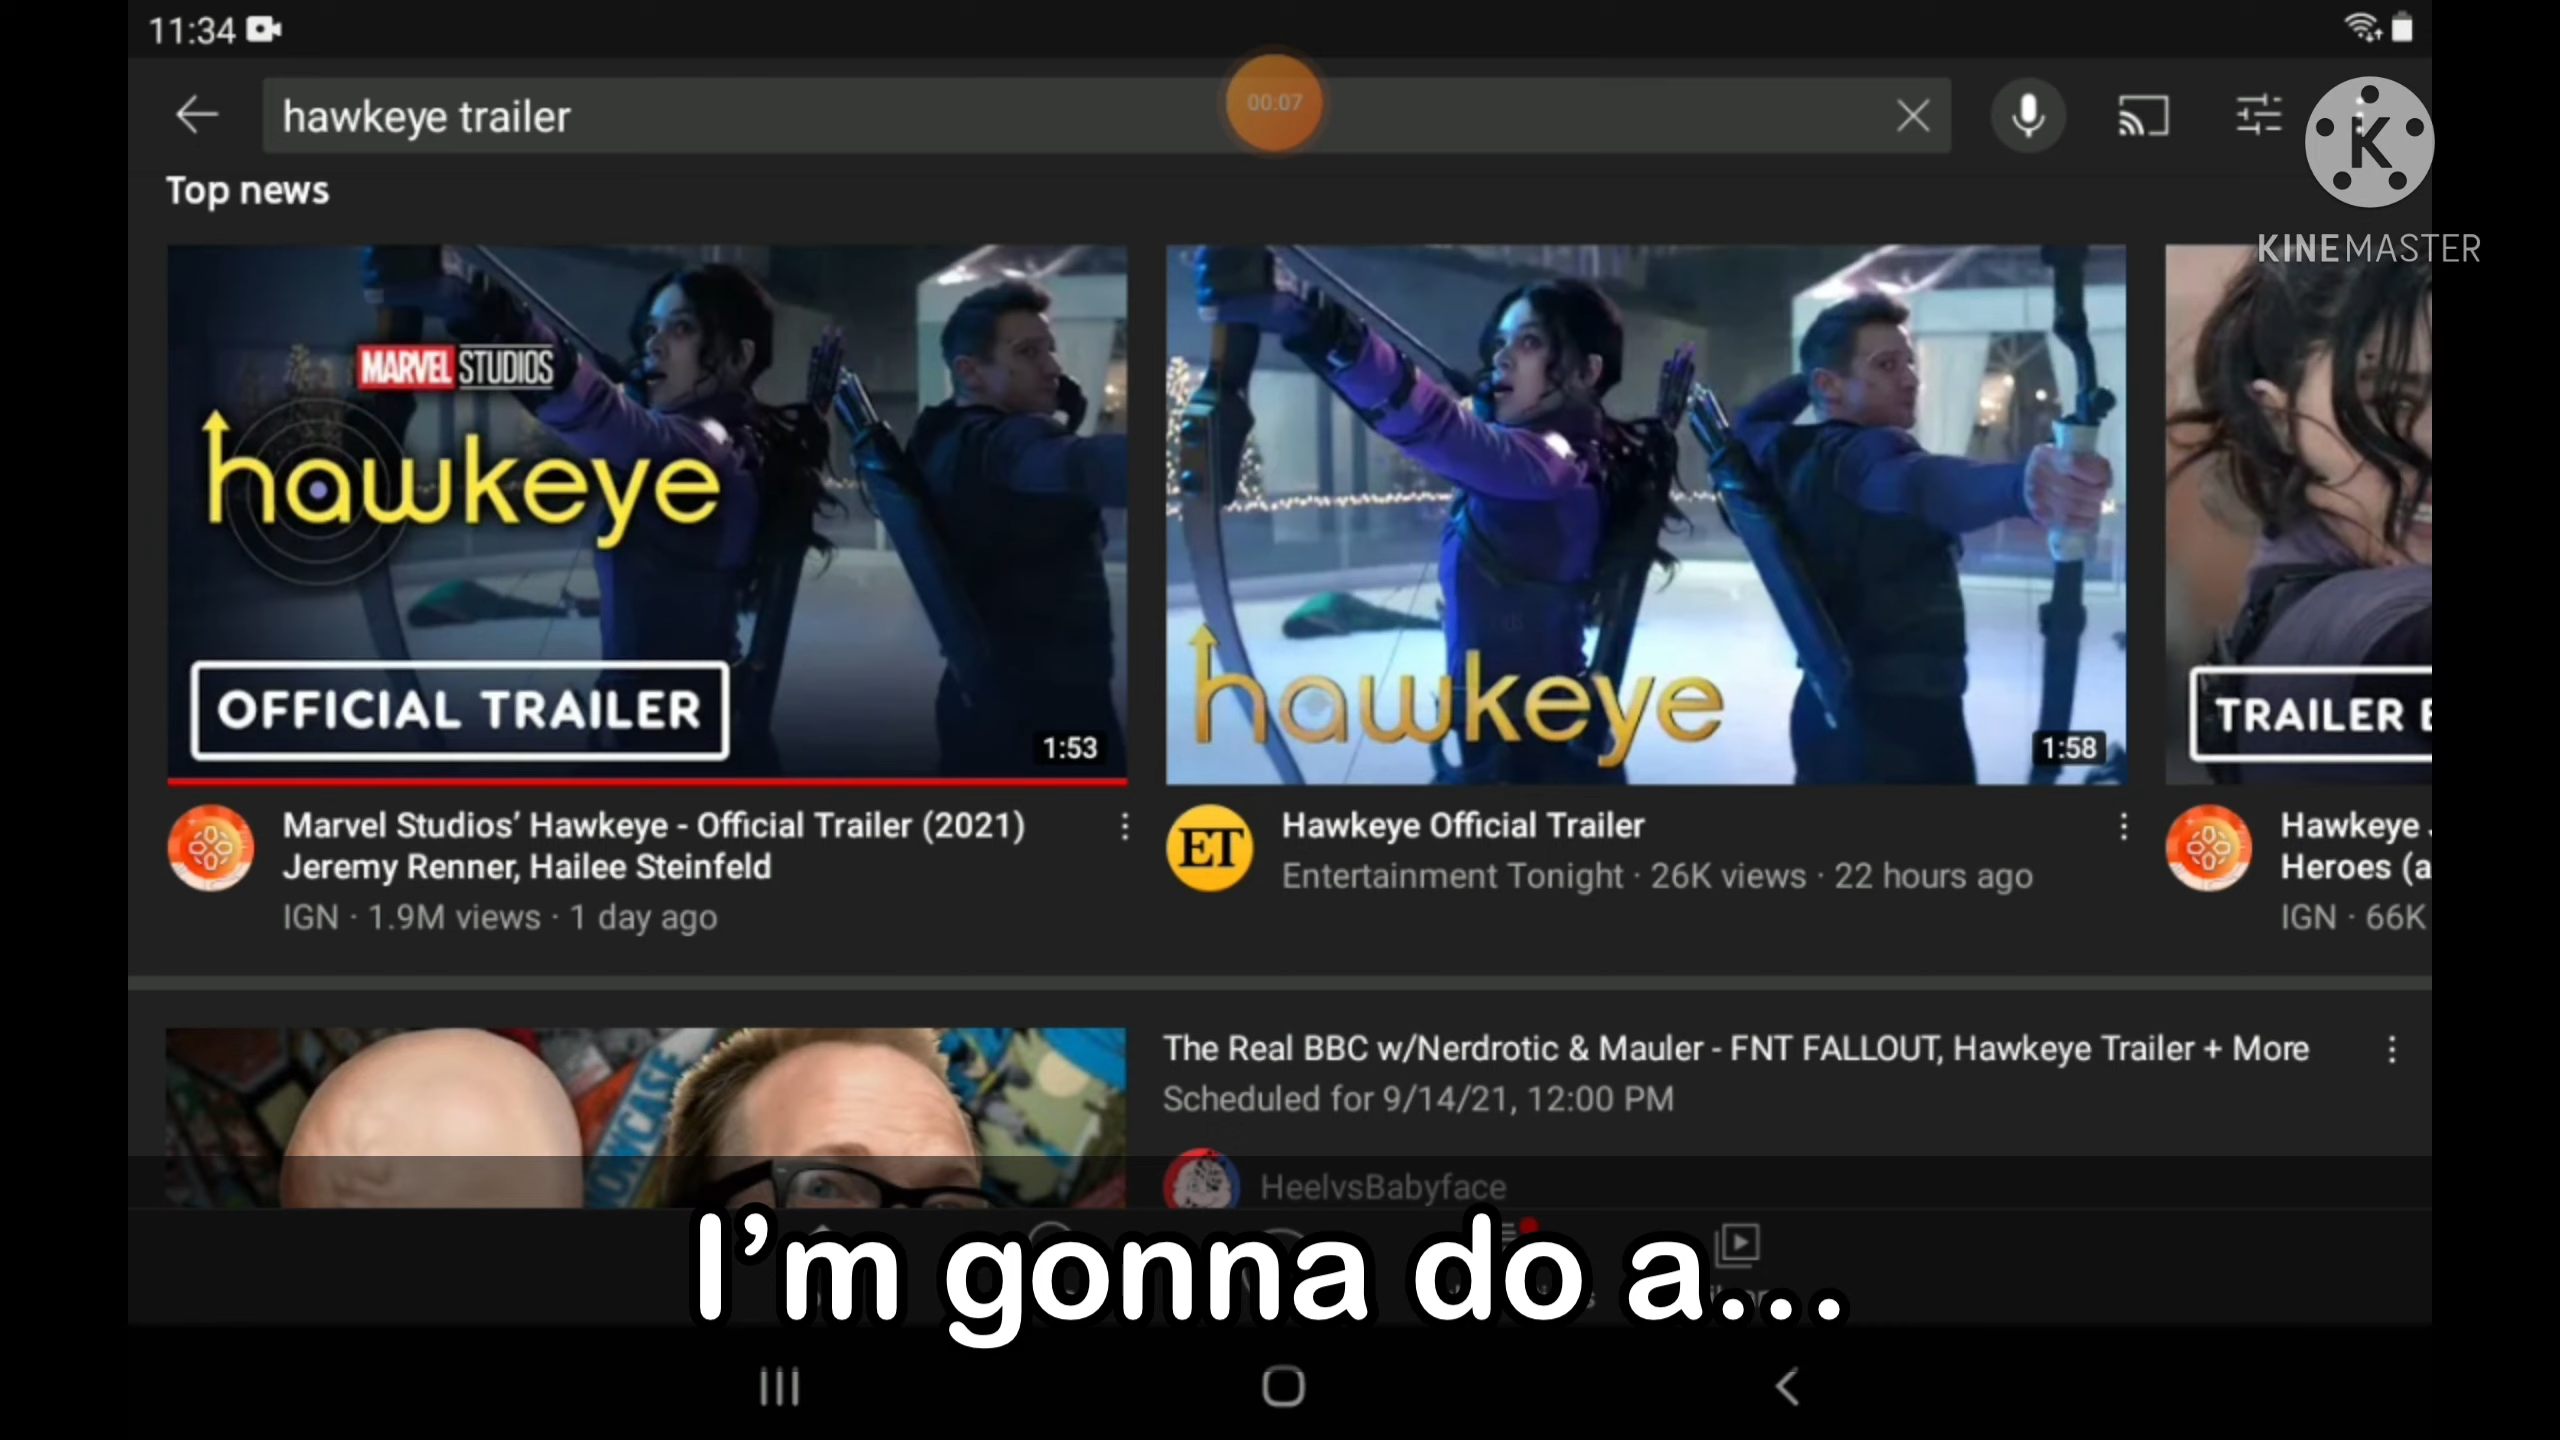 11:34
hawkeye trailer
00:07
K
KINEMASTER
Top news
MARVEL STUDIOS
hawkeye
OFFICIAL TRAILER
1:53
hawkeye
1:58
TRAILER
Marvel Studios’ Hawkeye - Official Trailer (2021)
Jeremy Renner, Hailee Steinfeld
IGN · 1.9M views · 1 day ago
ET
Hawkeye Official Trailer
Entertainment Tonight · 26K views · 22 hours ago
Hawkeye
Heroes (a
IGN · 66K
OWCASE
The Real BBC w/Nerdrotic & Mauler - FNT FALLOUT, Hawkeye Trailer + More
Scheduled for 9/14/21, 12:00 PM
HeelvsBabyface
I’m gonna do a...